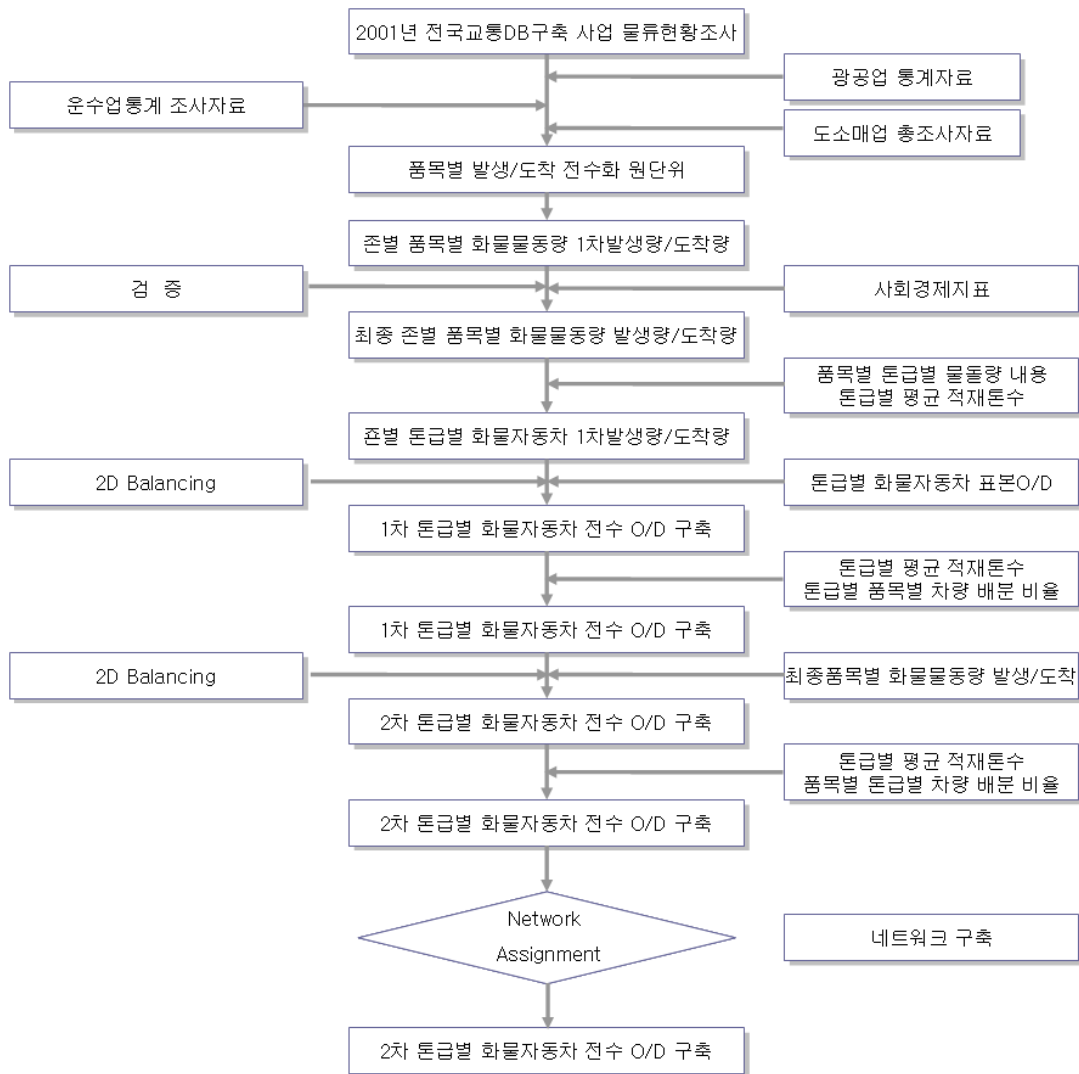 2001년 전국교통DB구축 사업 물류현황조사
광공업 통계자료
운수업통계 조사자료
도소매업 총조사자료
품목별 발생/도착 전수화 원단위
존별 품목별 화물물동량 1차발생량/도착량
검 증
사회경제지표
최종 존별 품목별 화물물동량 발생량/도착량
품목별 톤급별 물돌량 내용
톤급별 평균 적재톤수
죤별 톤급별 화물자동차 1차발생량/도착량
2D Balancing
톤급별 화물자동차 표본O/D
1차 톤급별 화물자동차 전수 O/D 구축
톤급별 평균 적재톤수
톤급별 품목별 차량 배분 비율
1차 톤급별 화물자동차 전수 O/D 구축
2D Balancing
최종품목별 화물물동량 발생/도착
2차 톤급별 화물자동차 전수 O/D 구축
톤급별 평균 적재톤수
품목별 톤급별 차량 배분 비율
2차 톤급별 화물자동차 전수 O/D 구축
Network
Assignment
네트워크 구축
2차 톤급별 화물자동차 전수 O/D 구축